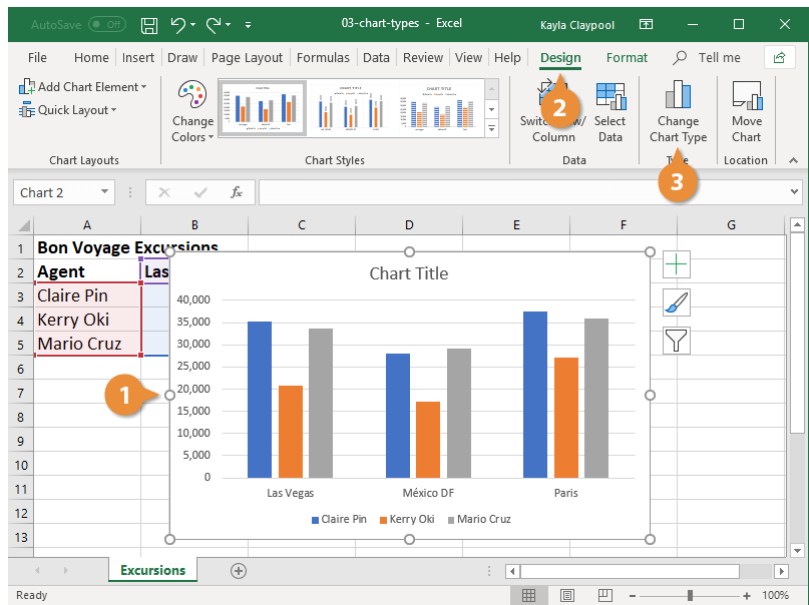 AutoSave Off 03-chart-types - Excel Kayla Claypool
File Home Insert Draw Page Layout Formulas Data Review View Help Design Format Tell me
Add Chart Element
Quick Layout
Change Colors
Switch Row/ Column
Select Data
Change Chart Type
Move Chart
Chart Layouts Chart Styles Data Type Location
2
3
Chart 2 fx
A B C D E F G
1 Bon Voyage Excursions
2 Agent Las
3 Claire Pin
4 Kerry Oki
5 Mario Cruz
6
7
8
9
10
11
12
13
1
Chart Title
40,000
35,000
30,000
25,000
20,000
15,000
10,000
5,000
0
Las Vegas México DF Paris
Claire Pin Kerry Oki Mario Cruz
Excursions
Ready 100%